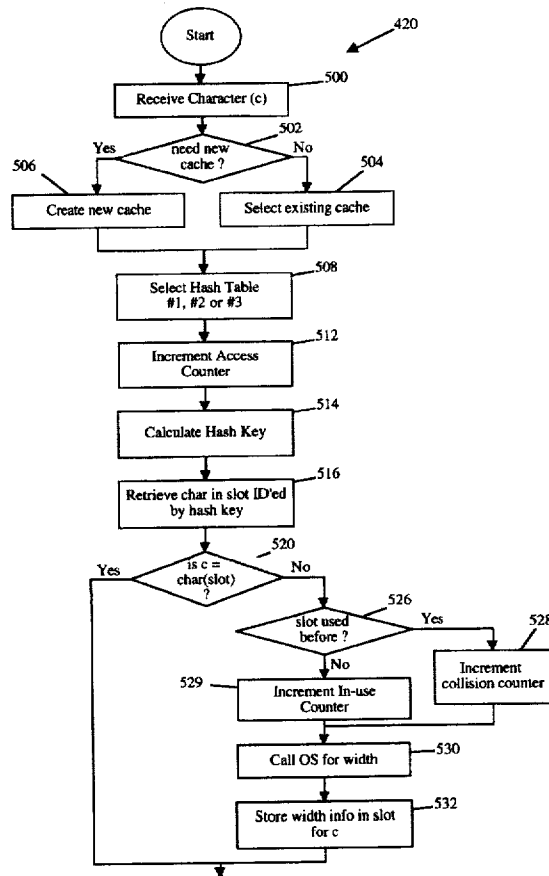 Start
420
500
Receive Character (c)
502
Yes
need new
cache ?
No
506
504
Create new cache
Select existing cache
508
Select Hash Table
#1, #2 or #3
512
Increment Access
Counter
514
Calculate Hash Key
516
Retrieve char in slot ID'ed
by hash key
520
Yes
is c =
char(slot)
?
No
526
slot used
before ?
Yes
528
No
Increment
collision counter
529
Increment In-use
Counter
530
Call OS for width
532
Store width info in slot
for c